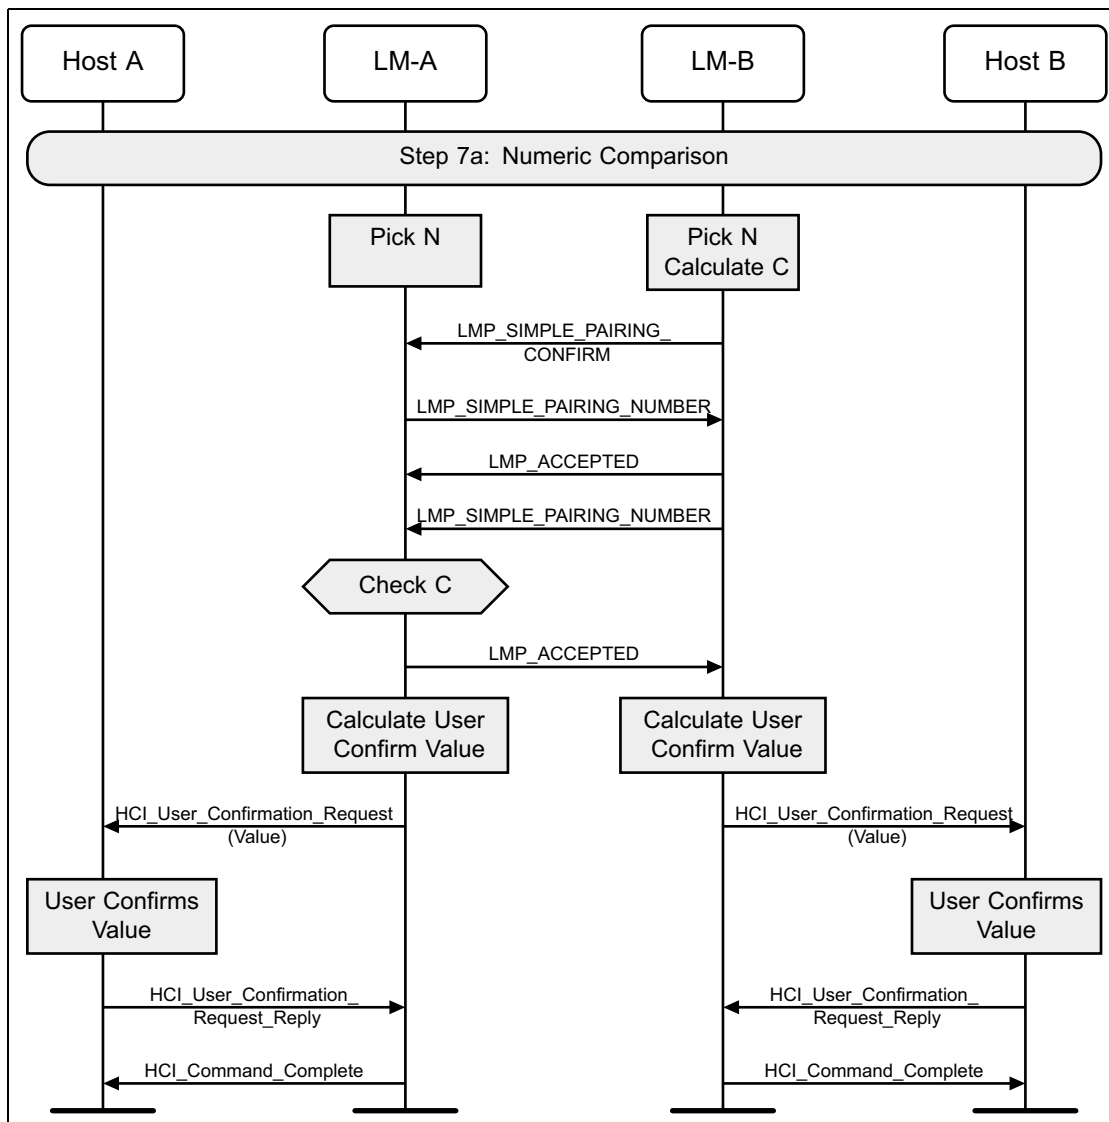 Host A
LM-A
LM-B
Host B
Step 7a: Numeric Comparison
Pick N
Pick N
Calculate C
LMP_SIMPLE_PAIRING_
CONFIRM
LMP_SIMPLE_PAIRING_NUMBER
LMP_ACCEPTED
LMP_SIMPLE_PAIRING_NUMBER
Check C
LMP_ACCEPTED
Calculate User
Confirm Value
Calculate User
Confirm Value
HCI_User_Confirmation_Request
(Value)
HCI_User_Confirmation_Request
(Value)
User Confirms
Value
User Confirms
Value
HCI_User_Confirmation_
Request_Reply
HCI_User_Confirmation_
Request_Reply
HCI_Command_Complete
HCI_Command_Complete